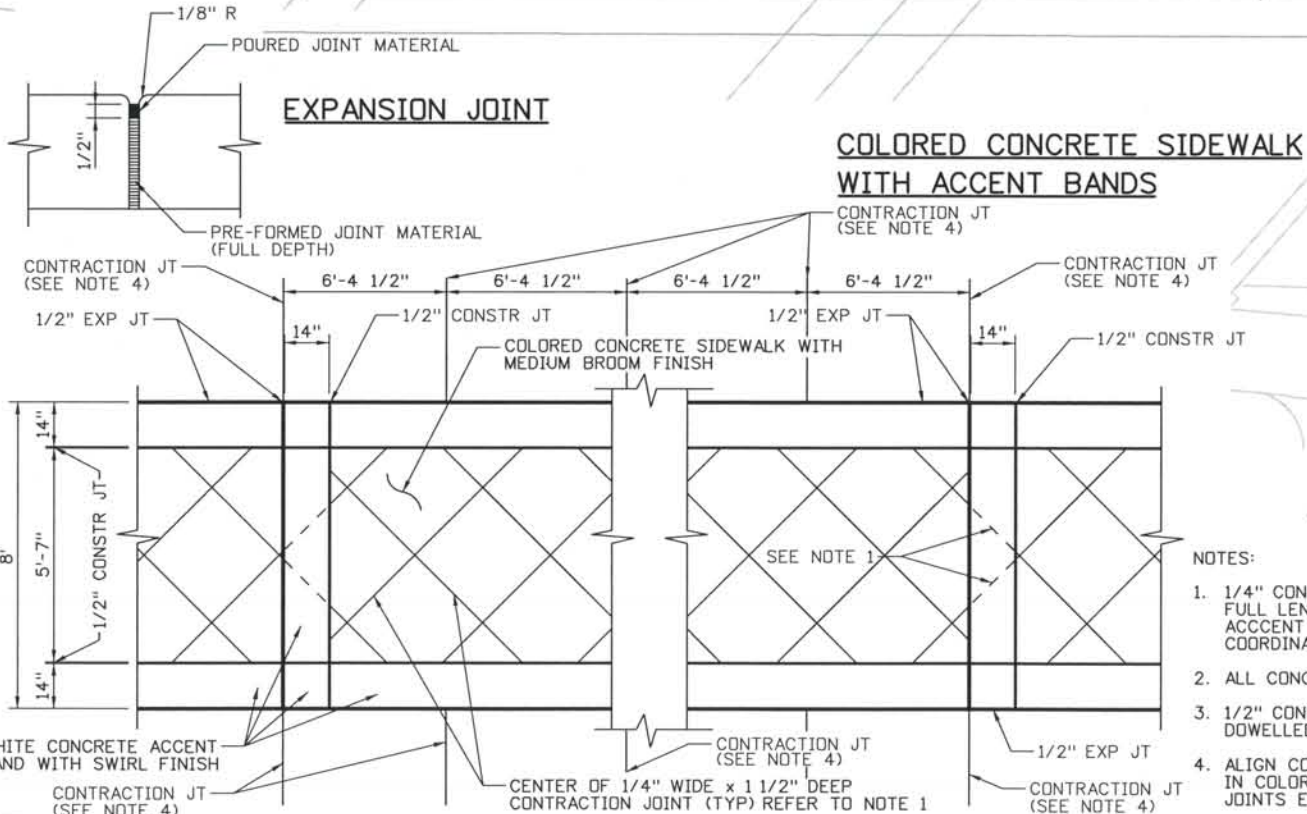 1/8" R
POURED JOINT MATERIAL
EXPANSION JOINT
1/2"
PRE-FORMED JOINT MATERIAL
(FULL DEPTH)
COLORED CONCRETE SIDEWALK
WITH ACCENT BANDS
CONTRACTION JT
(SEE NOTE 4)
CONTRACTION JT
(SEE NOTE 4)
CONTRACTION JT
(SEE NOTE 4)
6'-4 1/2"
6'-4 1/2"
6'-4 1/2"
6'-4 1/2"
1/2" EXP JT
14"
1/2" CONSTR JT
1/2" EXP JT
14"
1/2" CONSTR JT
COLORED CONCRETE SIDEWALK WITH
MEDIUM BROOM FINISH
8'
14"
5'-7"
14"
1/2" CONSTR JT
SEE NOTE 1
HITE CONCRETE ACCENT
AND WITH SWIRL FINISH
CONTRACTION JT
(SEE NOTE 4)
CONTRACTION JT
(SEE NOTE 4)
CENTER OF 1/4" WIDE x 1 1/2" DEEP
CONTRACTION JOINT (TYP) REFER TO NOTE 1
1/2" EXP JT
CONTRACTION JT
(SEE NOTE 4)
NOTES:
1. 1/4" CON
FULL LEN
ACCCENT
COORDINA
2. ALL CONC
3. 1/2" CON
DOWELLED
4. ALIGN CO
IN COLOR
JOINTS E